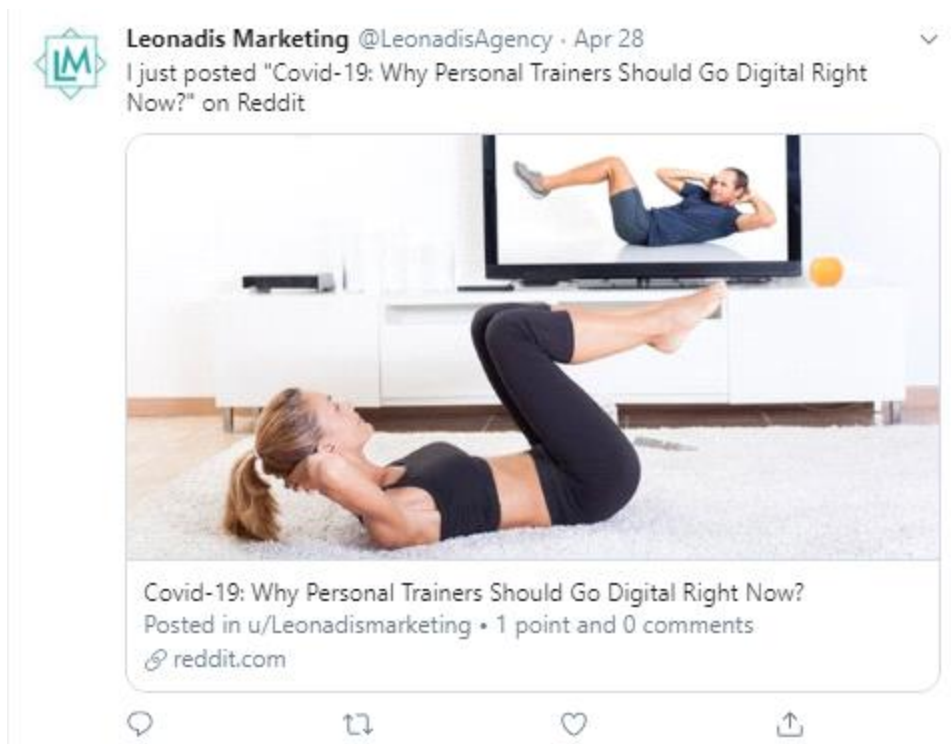 LM
Leonadis Marketing @LeonadisAgency · Apr 28
I just posted "Covid-19: Why Personal Trainers Should Go Digital Right
Now?" on Reddit
Covid-19: Why Personal Trainers Should Go Digital Right Now?
Posted in u/Leonadismarketing • 1 point and 0 comments
reddit.com